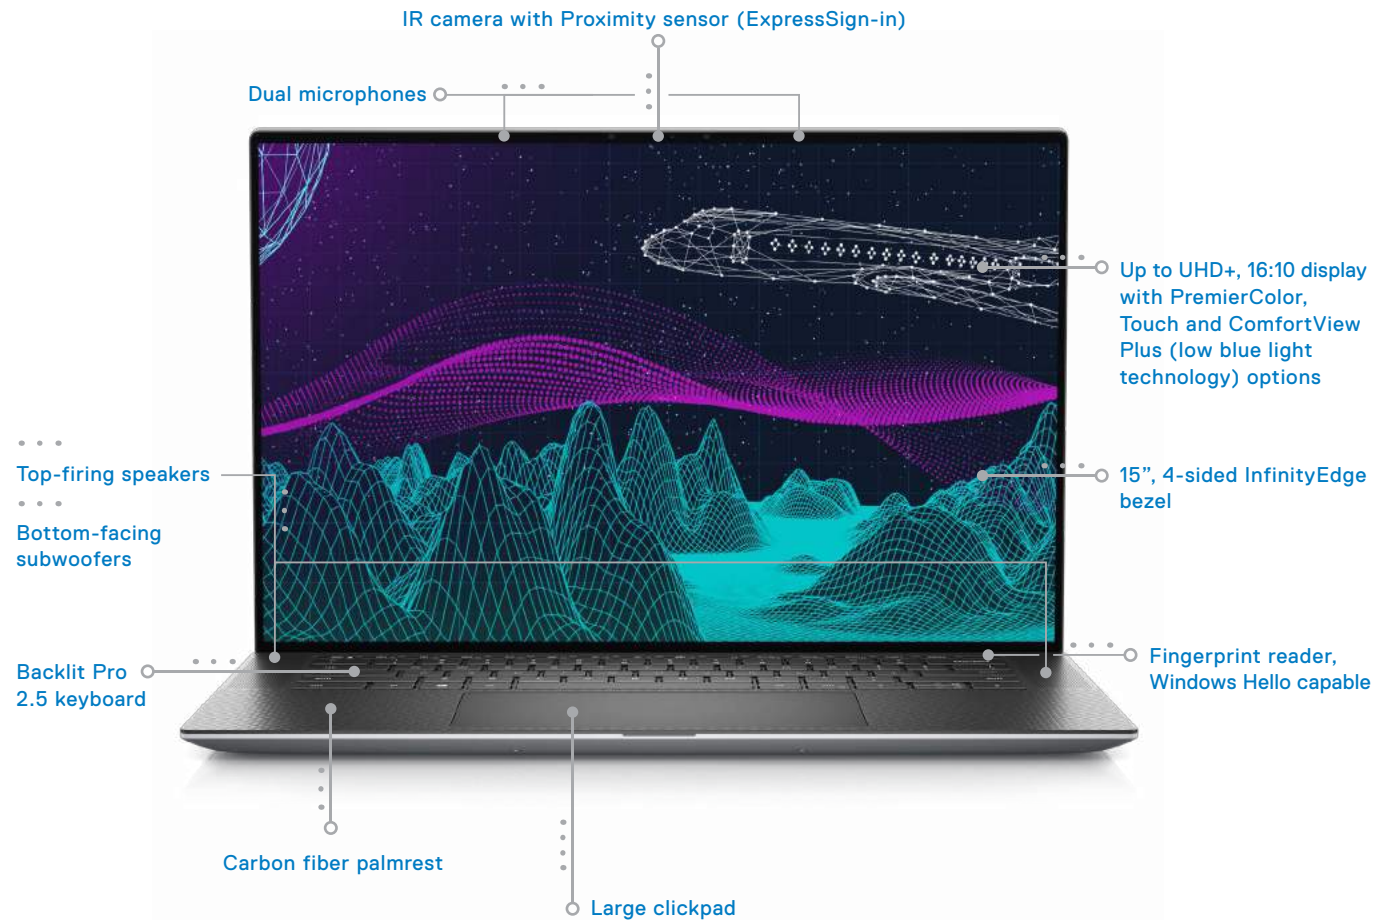 IR camera with Proximity sensor (ExpressSign-in)
Dual microphones
Up to UHD+, 16:10 display
with PremierColor,
Touch and ComfortView
Plus (low blue light
technology) options
Top-firing speakers
15”, 4-sided InfinityEdge
bezel
Bottom-facing
subwoofers
Backlit Pro
2.5 keyboard
Fingerprint reader,
Windows Hello capable
Carbon fiber palmrest
Large clickpad